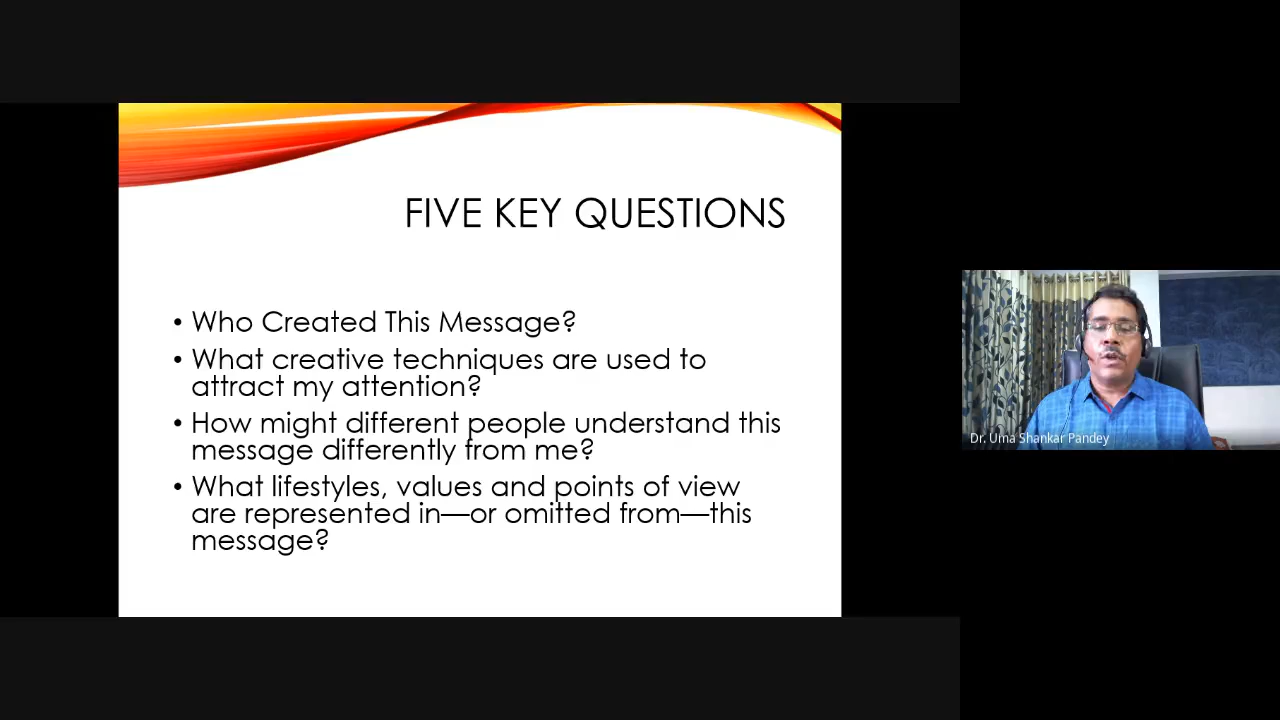 FIVE KEY QUESTIONS
• Who Created This Message?
• What creative techniques are used to
attract my attention?
• How might different people understand this
message differently from me?
• What lifestyles, values and points of view
are represented in—or omitted from—this
message?
Dr. Uma Shankar Pandey